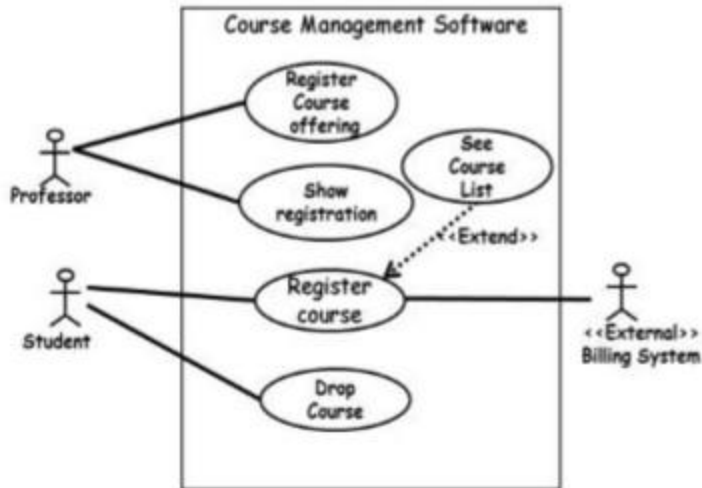 Course Management Software
Register
Course
offering
See
Course
List
Professor
Show
registration
<<Extend>>
Register
course
Student
<<External>>
Billing System
Drop
Course